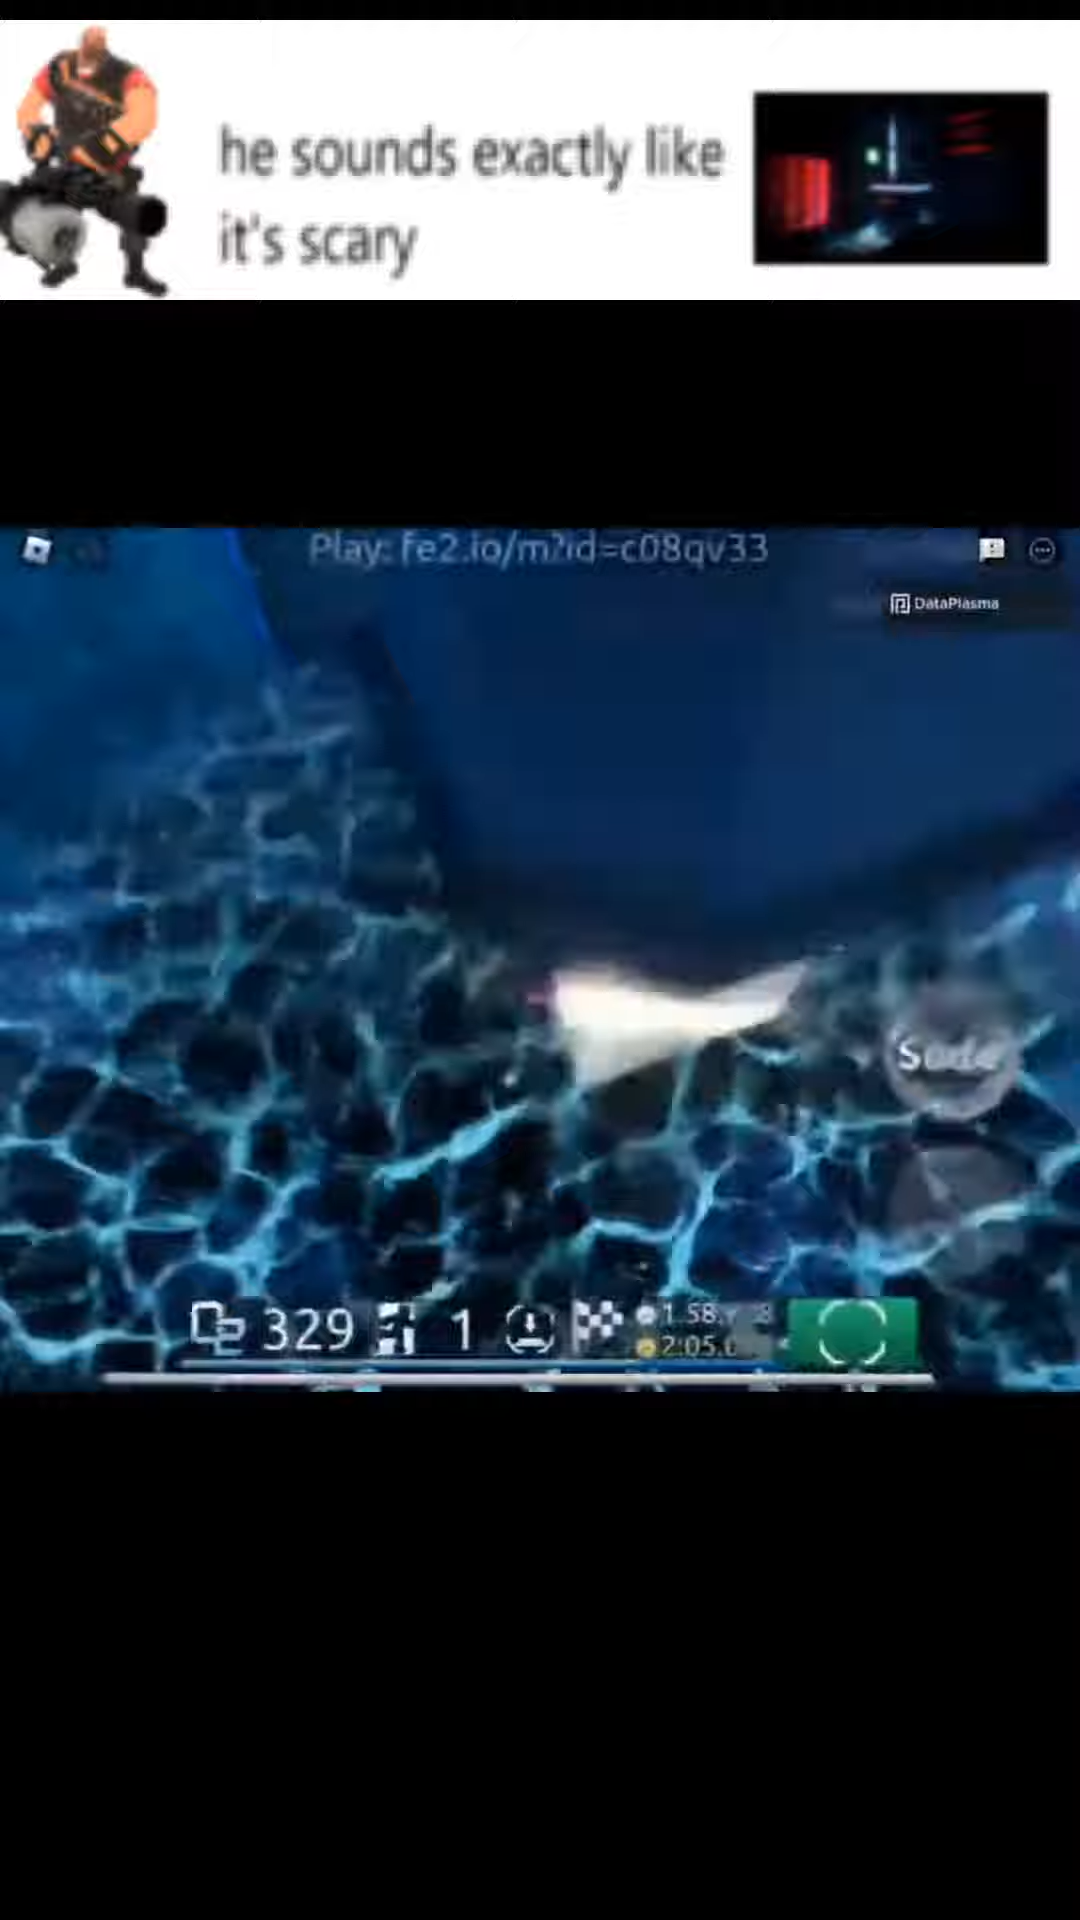 he sounds exactly like
it's scary
Play: fe2.io/m?id=c08qv33
DataPlasma
329
1